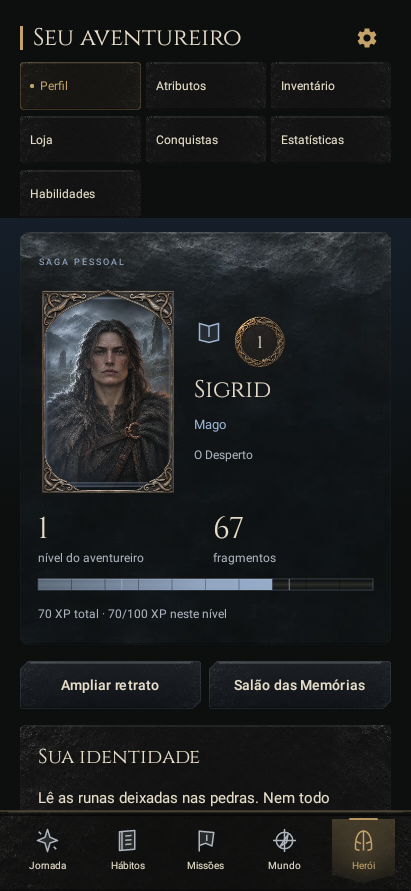 Seu aventureiro
Perfil
Atributos
Inventário
Loja
Conquistas
Estatísticas
Habilidades
SAGA PESSOAL
1
Sigrid
Mago
O Desperto
1
nível do aventureiro
67
fragmentos
70 XP total · 70/100 XP neste nível
Ampliar retrato
Salão das Memórias
Sua identidade
Lê as runas deixadas nas pedras. Nem todo
Jornada
Hábitos
Missões
Mundo
Herói